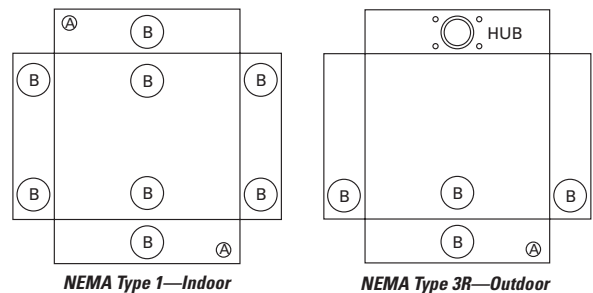 A B
B B B
B B B
B A
NEMA Type 1—Indoor
HUB
B B B
B A
NEMA Type 3R—Outdoor